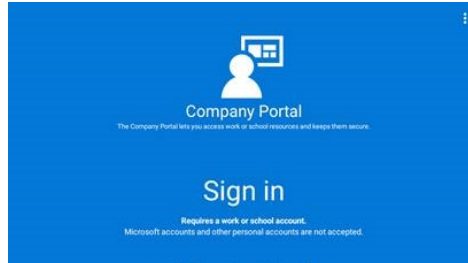 Company Portal
The Company Portal lets you access work or school resources and keeps them secure.
Sign in
Requires a work or school account.
Microsoft accounts and other personal accounts are not accepted.